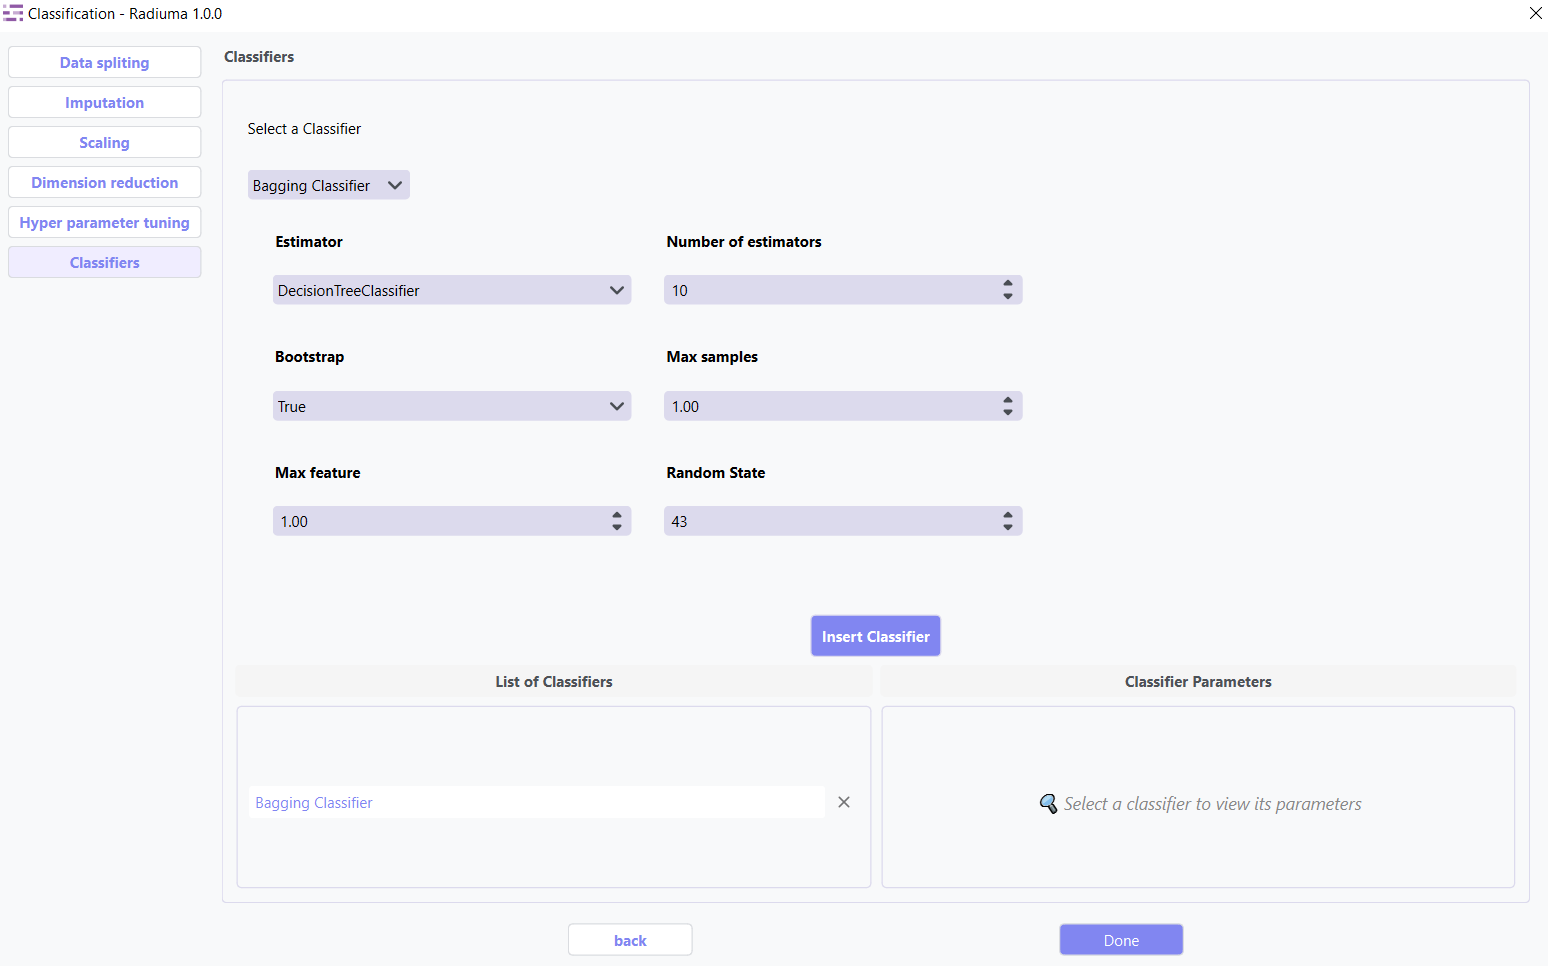 Classification - Radiuma 1.0.0
Data spliting
Imputation
Scaling
Dimension reduction
Hyper parameter tuning
Classifiers
Classifiers
Select a Classifier
Bagging Classifier
Estimator
Number of estimators
DecisionTreeClassifier
10
Bootstrap
Max samples
True
1.00
Max feature
Random State
1.00
43
Insert Classifier
List of Classifiers
Classifier Parameters
Bagging Classifier
Select a classifier to view its parameters
back
Done